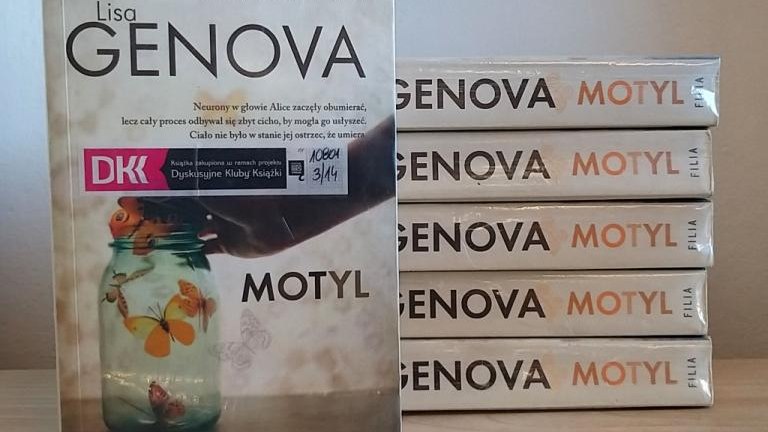 Lisa
GENOVA
Neurony w głowie Alice zaczęły obumierać,
lecz cały proces odbywał się zbyt cicho, by mogła go usłyszeć.
Ciało nie było w stanie jej ostrzec, że umiera
DKK
Książka zakupiona w ramach projektu
Dyskusyjne Kluby Książki
10801
3/14
MOTYL
GENOVA MOTYL FILIA
GENOVA MOTYL FILIA
GENOVA MOTYL FILIA
GENOVA MOTYL FILIA
GENOVA MOTYL FILIA